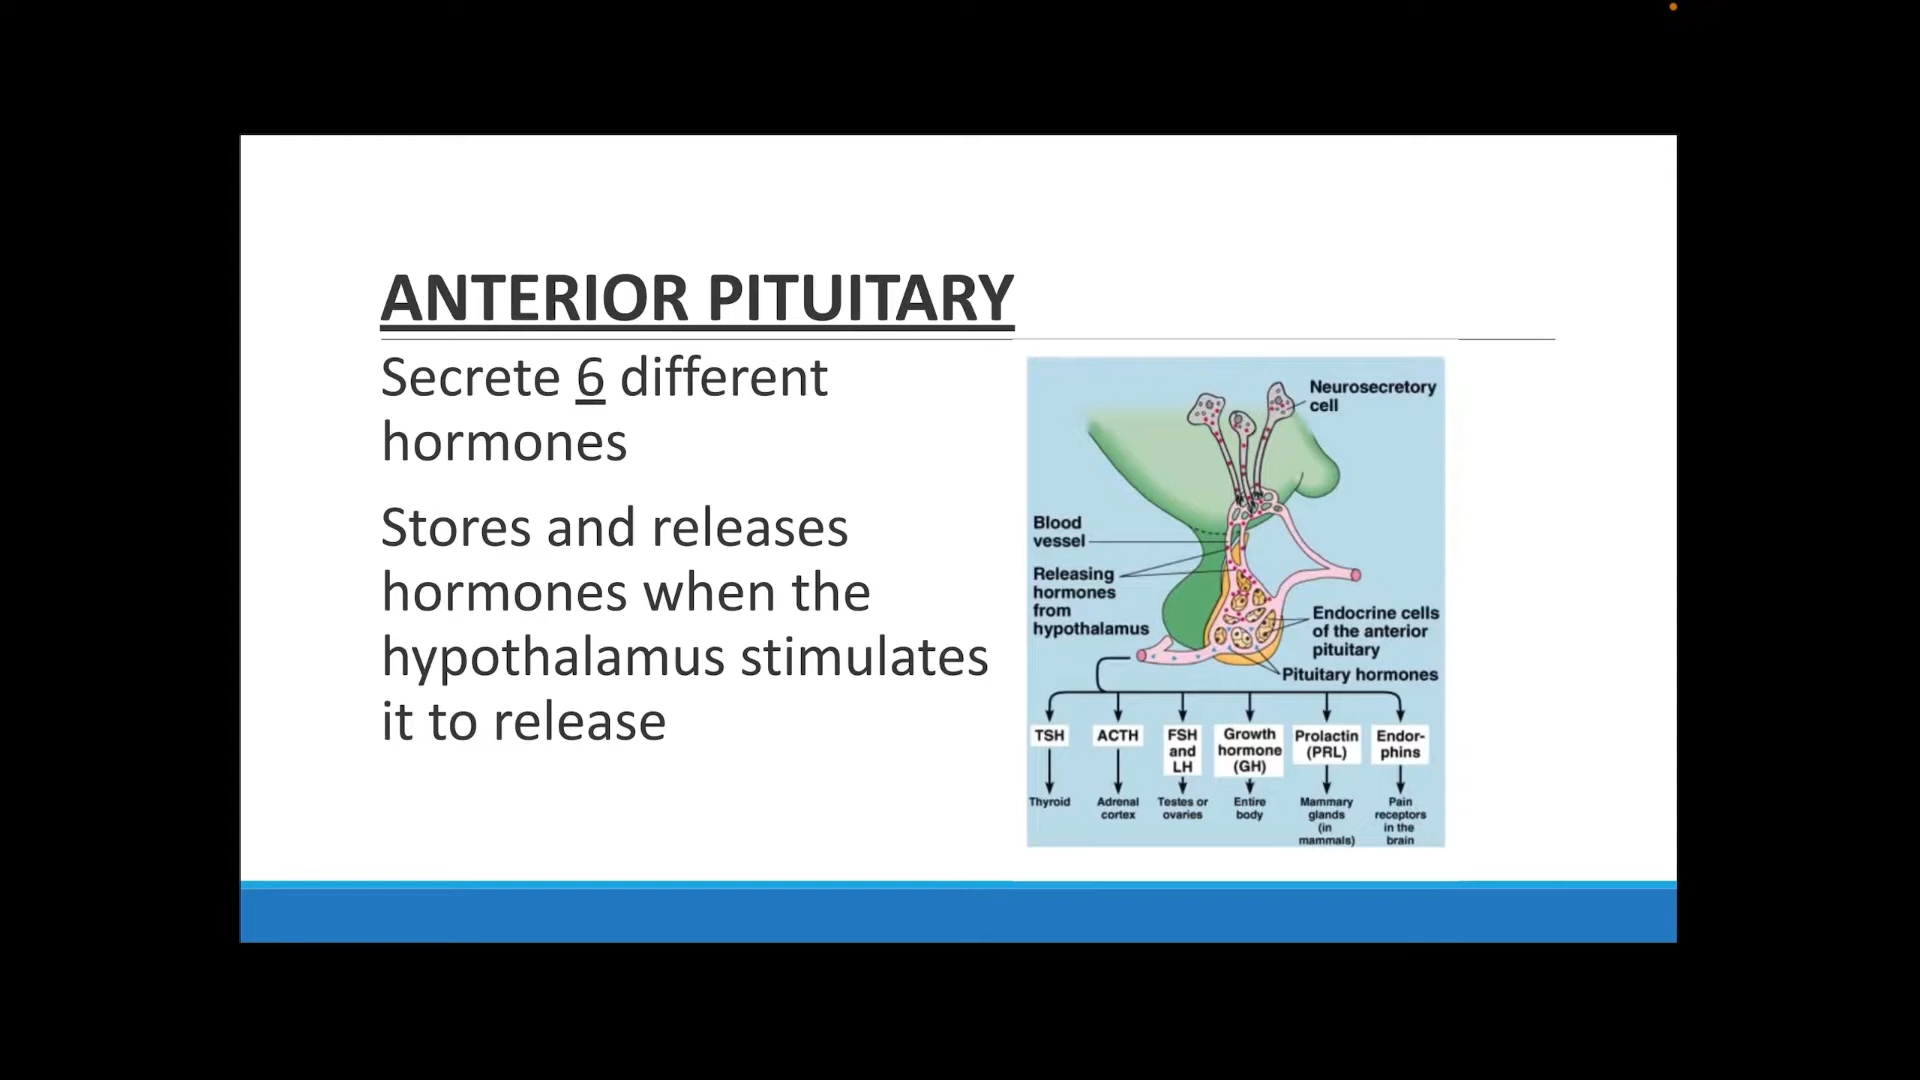 ANTERIOR PITUITARY
Secrete 6 different
hormones
Stores and releases
hormones when the
hypothalamus stimulates
it to release
Neurosecretory
cell
Blood
vessel
Releasing
hormones
from
hypothalamus
Endocrine cells
of the anterior
pituitary
Pituitary hormones
TSH
ACTH
FSH
and
LH
Growth
hormone
(GH)
Prolactin
(PRL)
Endor-
phins
Thyroid
Adrenal
cortex
Testes or
ovaries
Entire
body
Mammary
glands
(in
mammals)
Pain
receptors
in the
brain